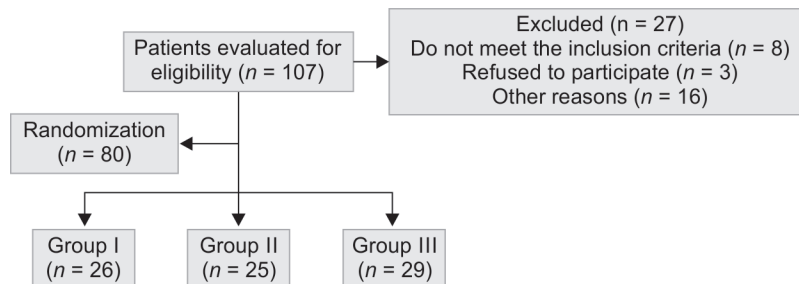 Patients evaluated for
eligibility (n = 107)
Excluded (n = 27)
Do not meet the inclusion criteria (n = 8)
Refused to participate (n = 3)
Other reasons (n = 16)
Randomization
(n = 80)
Group I
(n = 26)
Group II
(n = 25)
Group III
(n = 29)